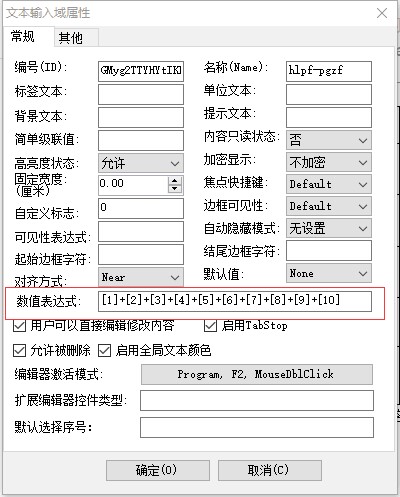 文本输入域属性
常规 其他
编号(ID): GMyg2TTYHYtIK 名称(Name): hlpf-pgzf
标签文本: 单位文本:
背景文本: 提示文本:
简单级联值: 内容只读状态: 否
高亮度状态: 允许 加密显示: 不加密
固定宽度:(厘米) 0.00 焦点快捷键: Default
自定义标志: 0 边框可见性: Default
可见性表达式: 自动隐藏模式: 无设置
起始边框字符: 结尾边框字符:
对齐方式: Near 默认值: None
数值表达式: [1]+[2]+[3]+[4]+[5]+[6]+[7]+[8]+[9]+[10]
用户可以直接编辑修改内容 启用TabStop
允许被删除 启用全局文本颜色
编辑器激活模式: Program, F2, MouseDblClick
扩展编辑器控件类型:
默认选择序号:
确定(O) 取消(C)